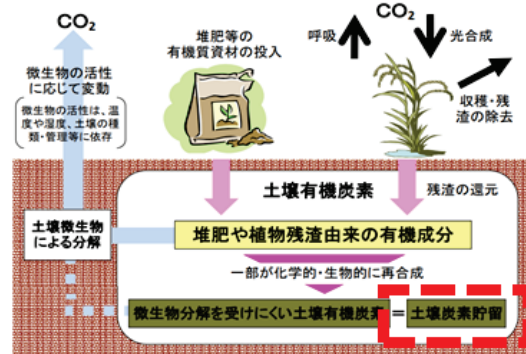 CO₂
微生物の活性
に応じて変動
微生物の活性は、温
度や湿度、土壌の種
類・管理等に依存
堆肥等の
有機質資材の投入
CO₂
呼吸
光合成
収穫・残
渣の除去
土壌有機炭素
残渣の還元
土壌微生物
による分解
堆肥や植物残渣由来の有機成分
一部が化学的・生物的に再合成
微生物分解を受けにくい土壌有機炭素
=
土壌炭素貯留